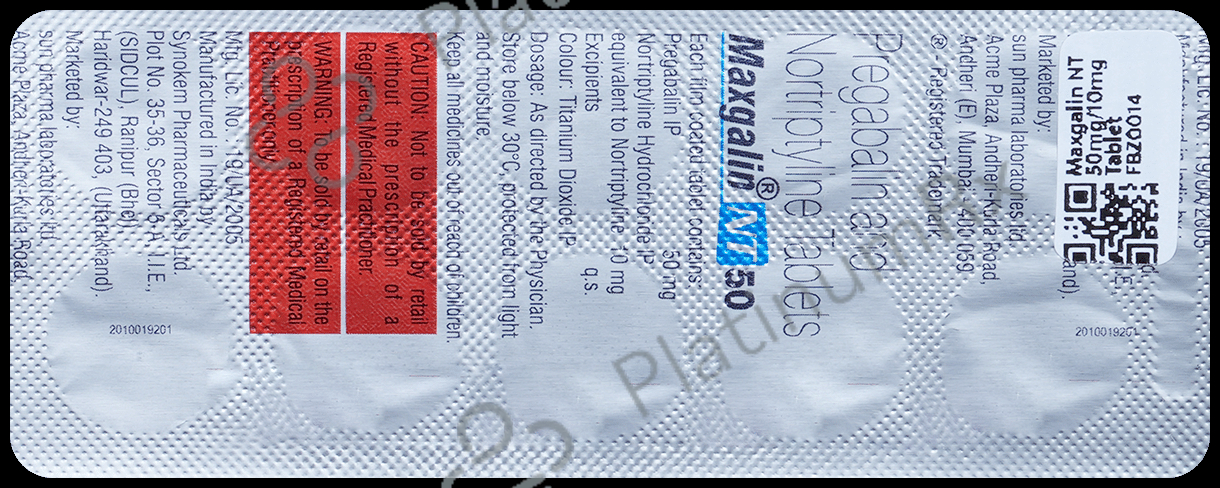 Mfg. Lic. No.: 19/UA/2005
Maxgalin NT
50mg/10mg
Tablet
FBZ0014
Marketed by:
sun pharma laboratories ltd.
Acme Plaza, Andheri-Kurla Road,
Andheri (E), Mumbai - 400 059.
® - Registered Trademark
2010019201
Pregabalin and
Nortriptyline Tablets
Maxgalin® NT 50
Each film coated tablet contains:
Pregabalin IP 50 mg
Nortriptyline Hydrochloride IP
equivalent to Nortriptyline 10 mg
Excipients q.s.
Colour: Titanium Dioxide IP
Dosage: As directed by the Physician.
Store below 30°C, protected from light
and moisture.
Keep all medicines out of reach of children.
CAUTION : Not to be sold by retail
without the prescription of a
Registered Medical Practitioner
WARNING : To be sold by retail on the
prescription of a Registered Medical
Practitioner only
Mfg. Lic. No.: 19/UA/2005
Manufactured in India by:
Synokem Pharmaceuticals Ltd.
Plot No. 35-36, Sector 6-A, I.I.E.,
(SIDCUL), Ranipur (Bhel),
Haridwar-249 403, (Uttarakhand).
Marketed by:
sun pharma laboratories ltd.,
Acme Plaza, Andheri-Kurla Road,
2010019201
Platinum Rx